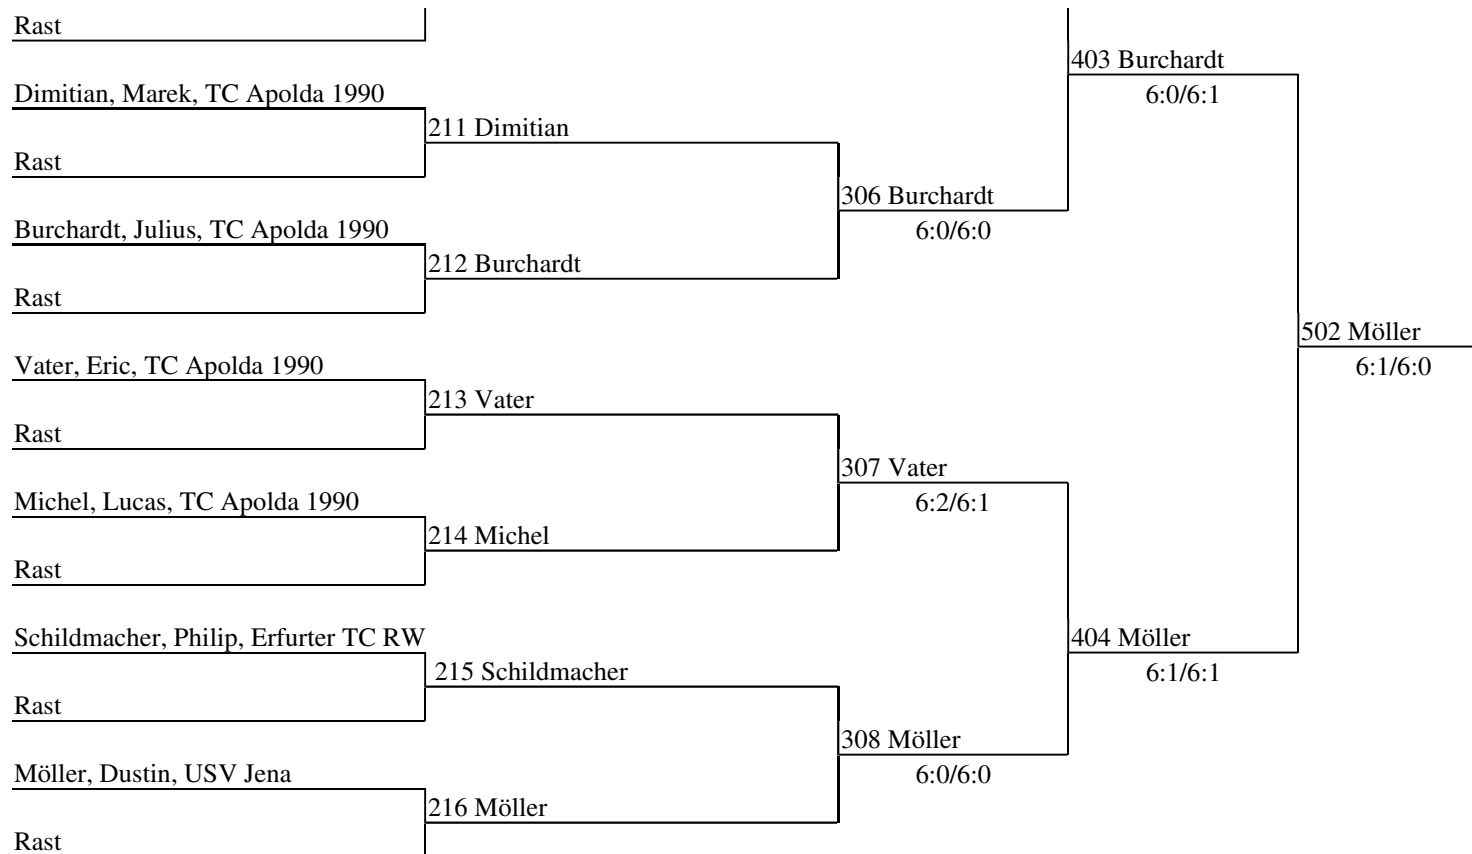 Rast
403 Burchardt
Dimitian, Marek, TC Apolda 1990
6:0/6:1
211 Dimitian
Rast
306 Burchardt
Burchardt, Julius, TC Apolda 1990
6:0/6:0
212 Burchardt
Rast
502 Möller
Vater, Eric, TC Apolda 1990
6:1/6:0
213 Vater
Rast
307 Vater
Michel, Lucas, TC Apolda 1990
6:2/6:1
214 Michel
Rast
Schildmacher, Philip, Erfurter TC RW
404 Möller
215 Schildmacher
6:1/6:1
Rast
308 Möller
Möller, Dustin, USV Jena
6:0/6:0
216 Möller
Rast